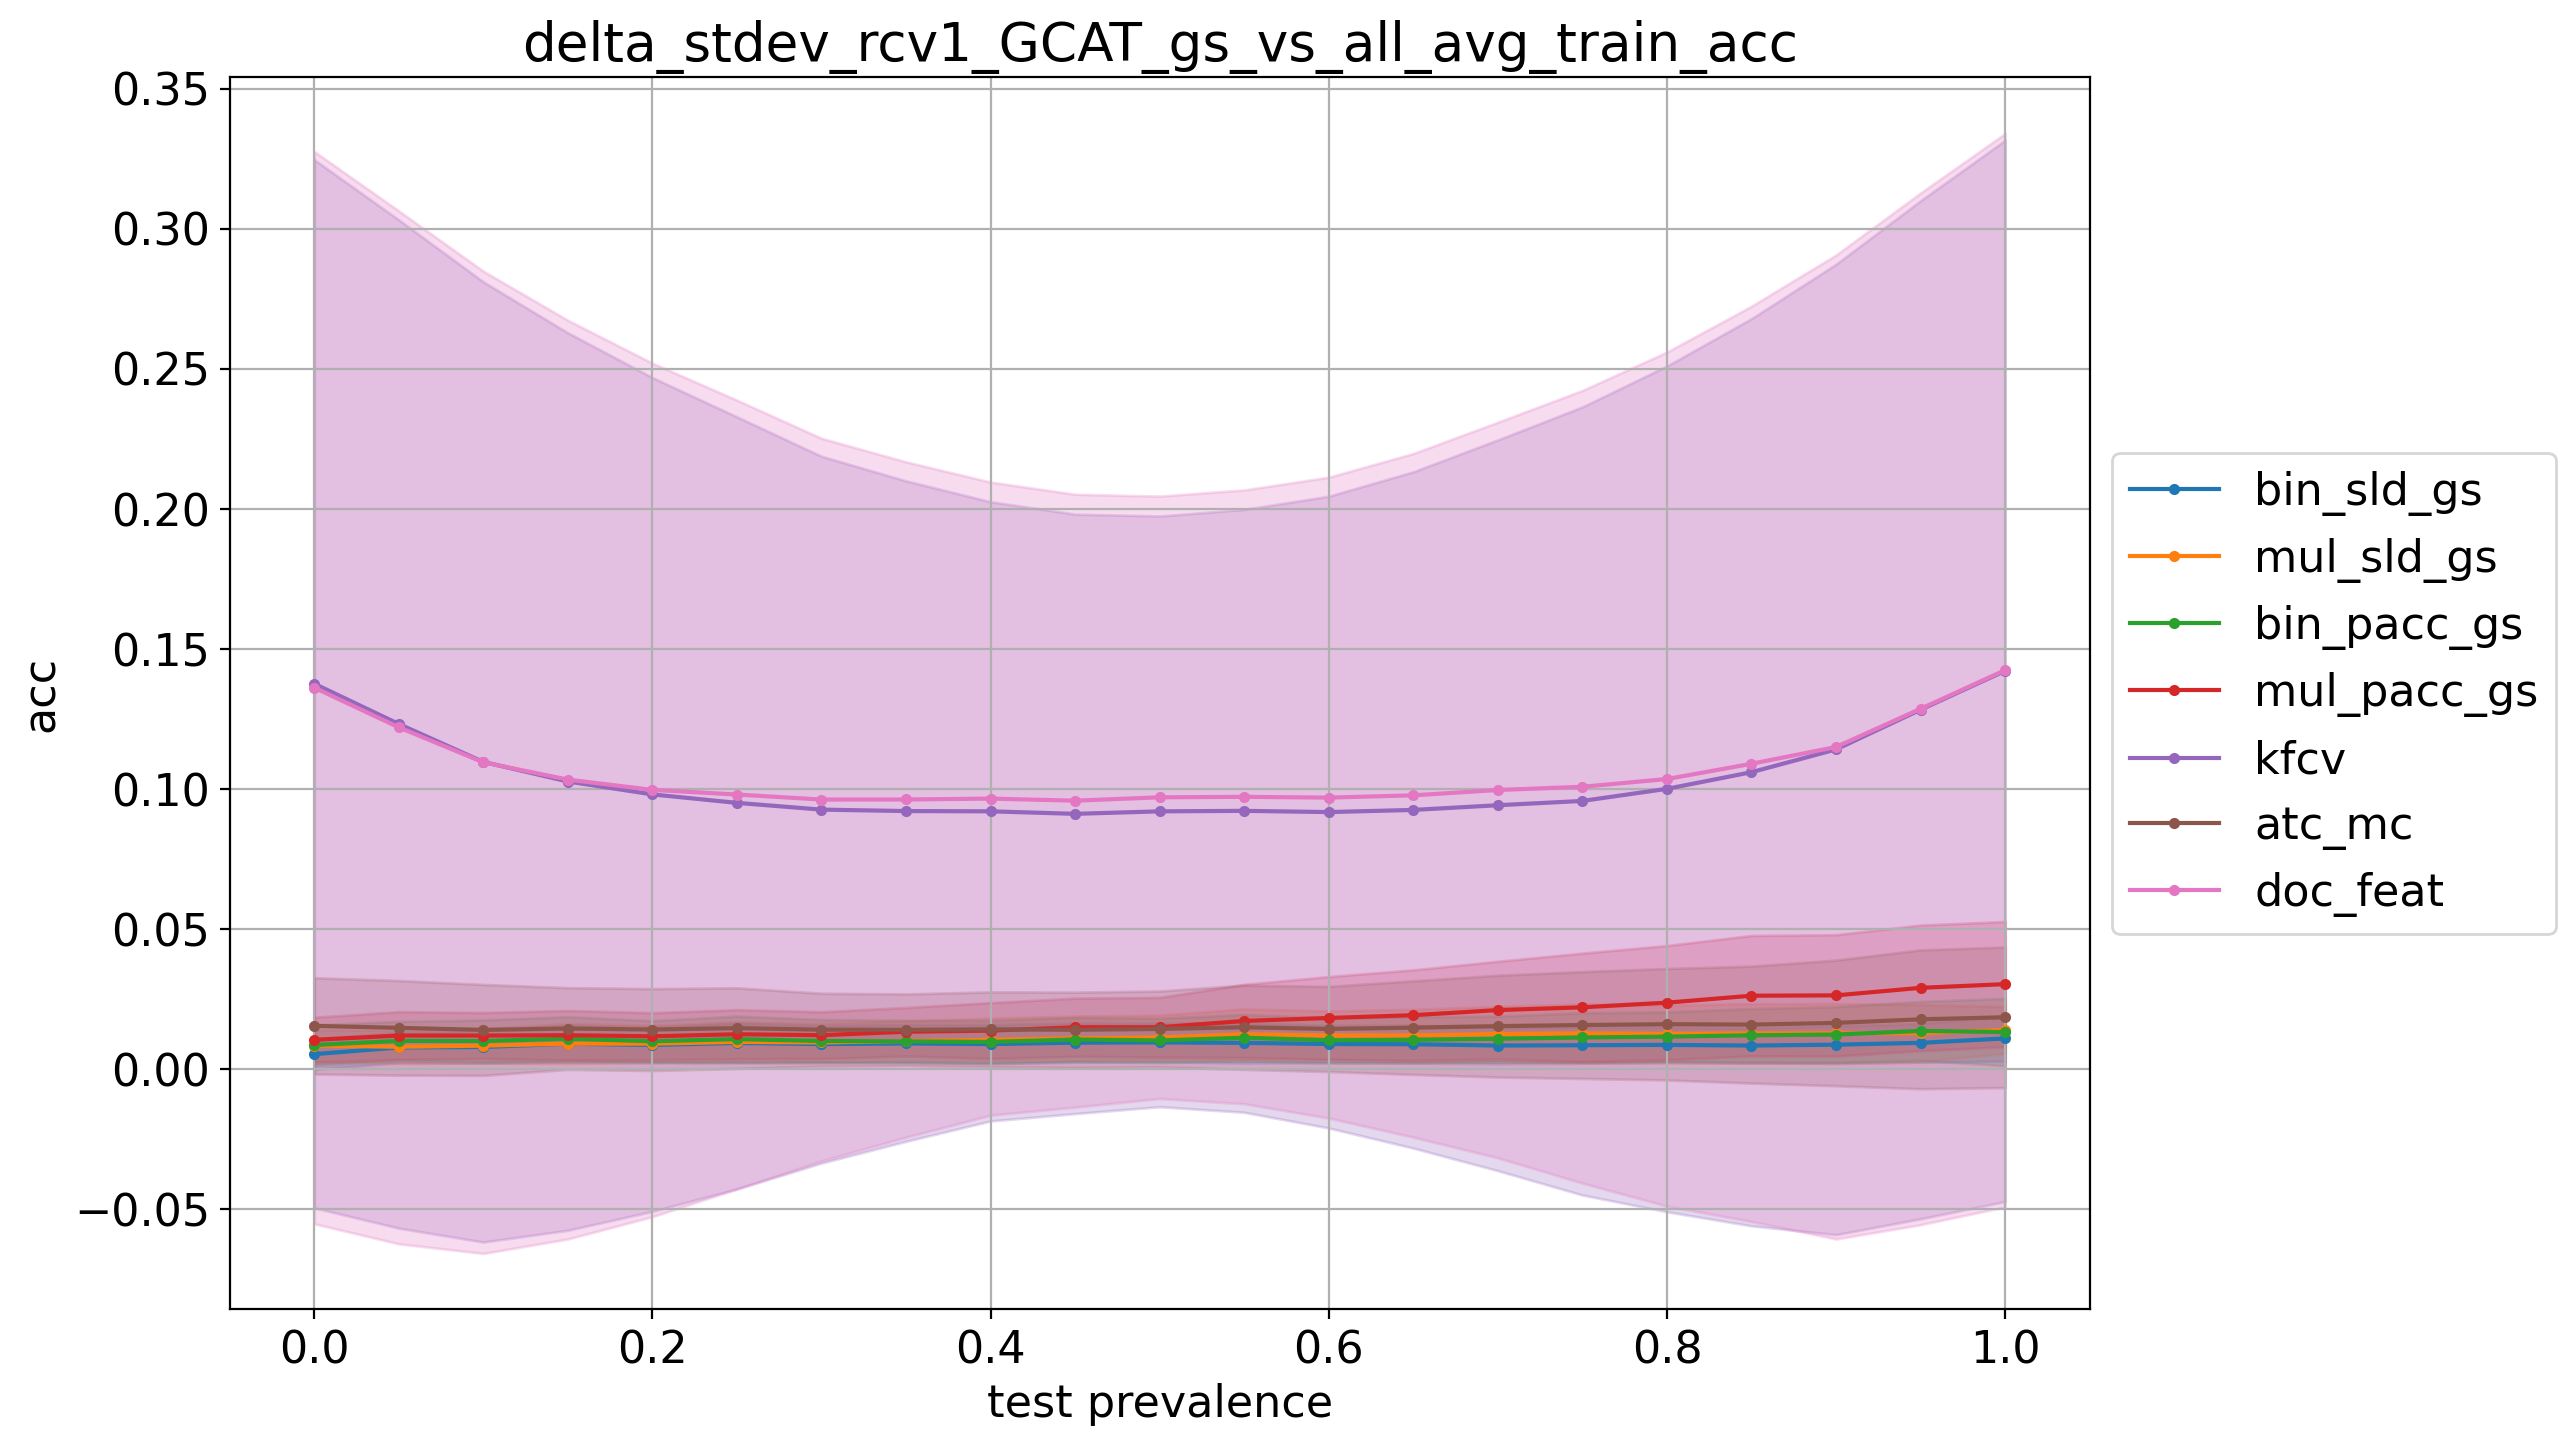 delta_stdev_rcv1_GCAT_gs_vs_all_avg_train_acc
0.35
0.30
0.25
0.20
0.15
0.10
0.05
0.00
−0.05
acc
0.0 0.2 0.4 0.6 0.8 1.0
test prevalence
bin_sld_gs
mul_sld_gs
bin_pacc_gs
mul_pacc_gs
kfcv
atc_mc
doc_feat